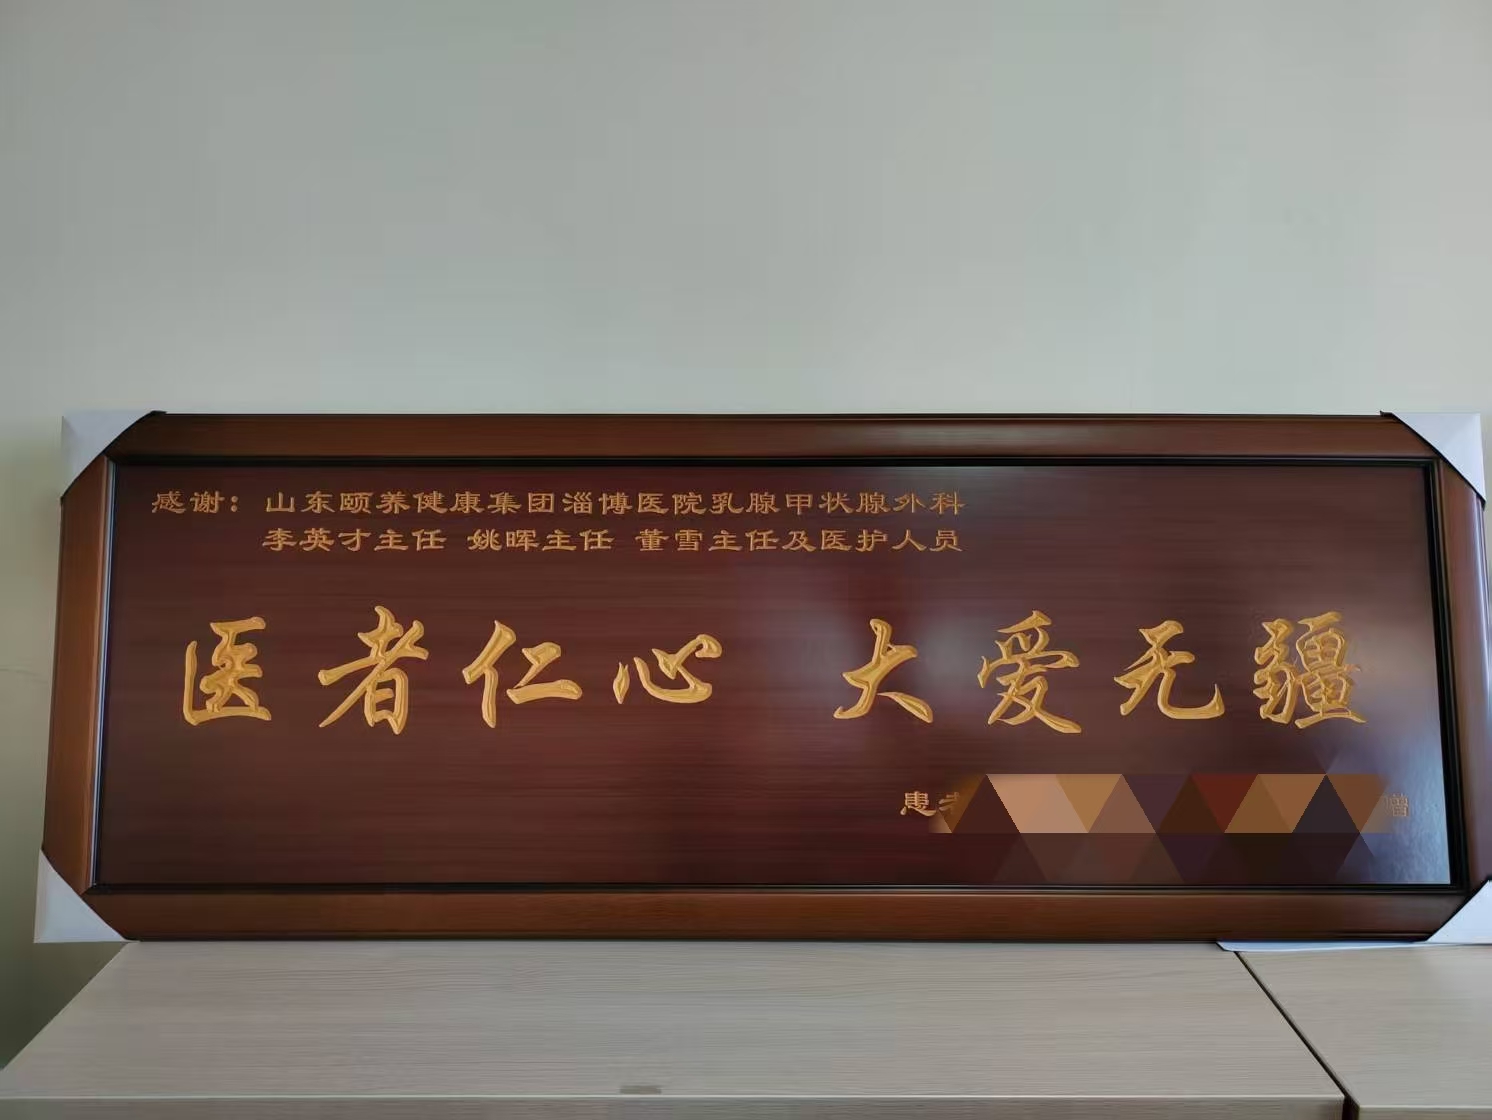 感谢：山东颐养健康集团淄博医院乳腺甲状腺外科
李英才主任 姚晖主任 董雪主任及医护人员
医者仁心 大爱无疆
患者